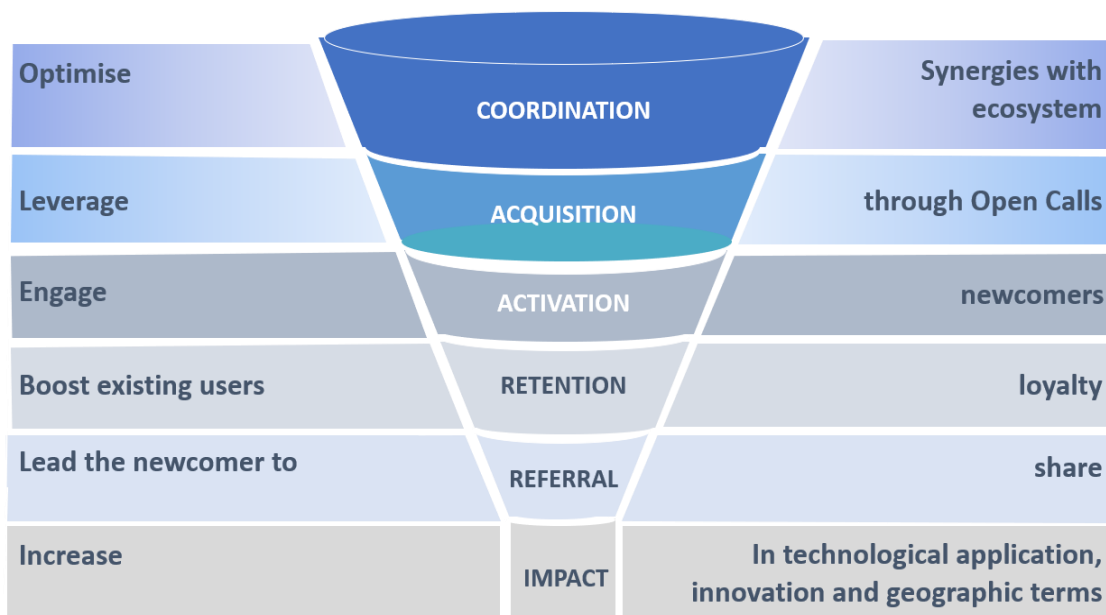 Optimise
COORDINATION
Synergies with
ecosystem
Leverage
ACQUISITION
through Open Calls
Engage
ACTIVATION
newcomers
Boost existing users
RETENTION
loyalty
Lead the newcomer to
REFERRAL
share
Increase
IMPACT
In technological application,
innovation and geographic terms